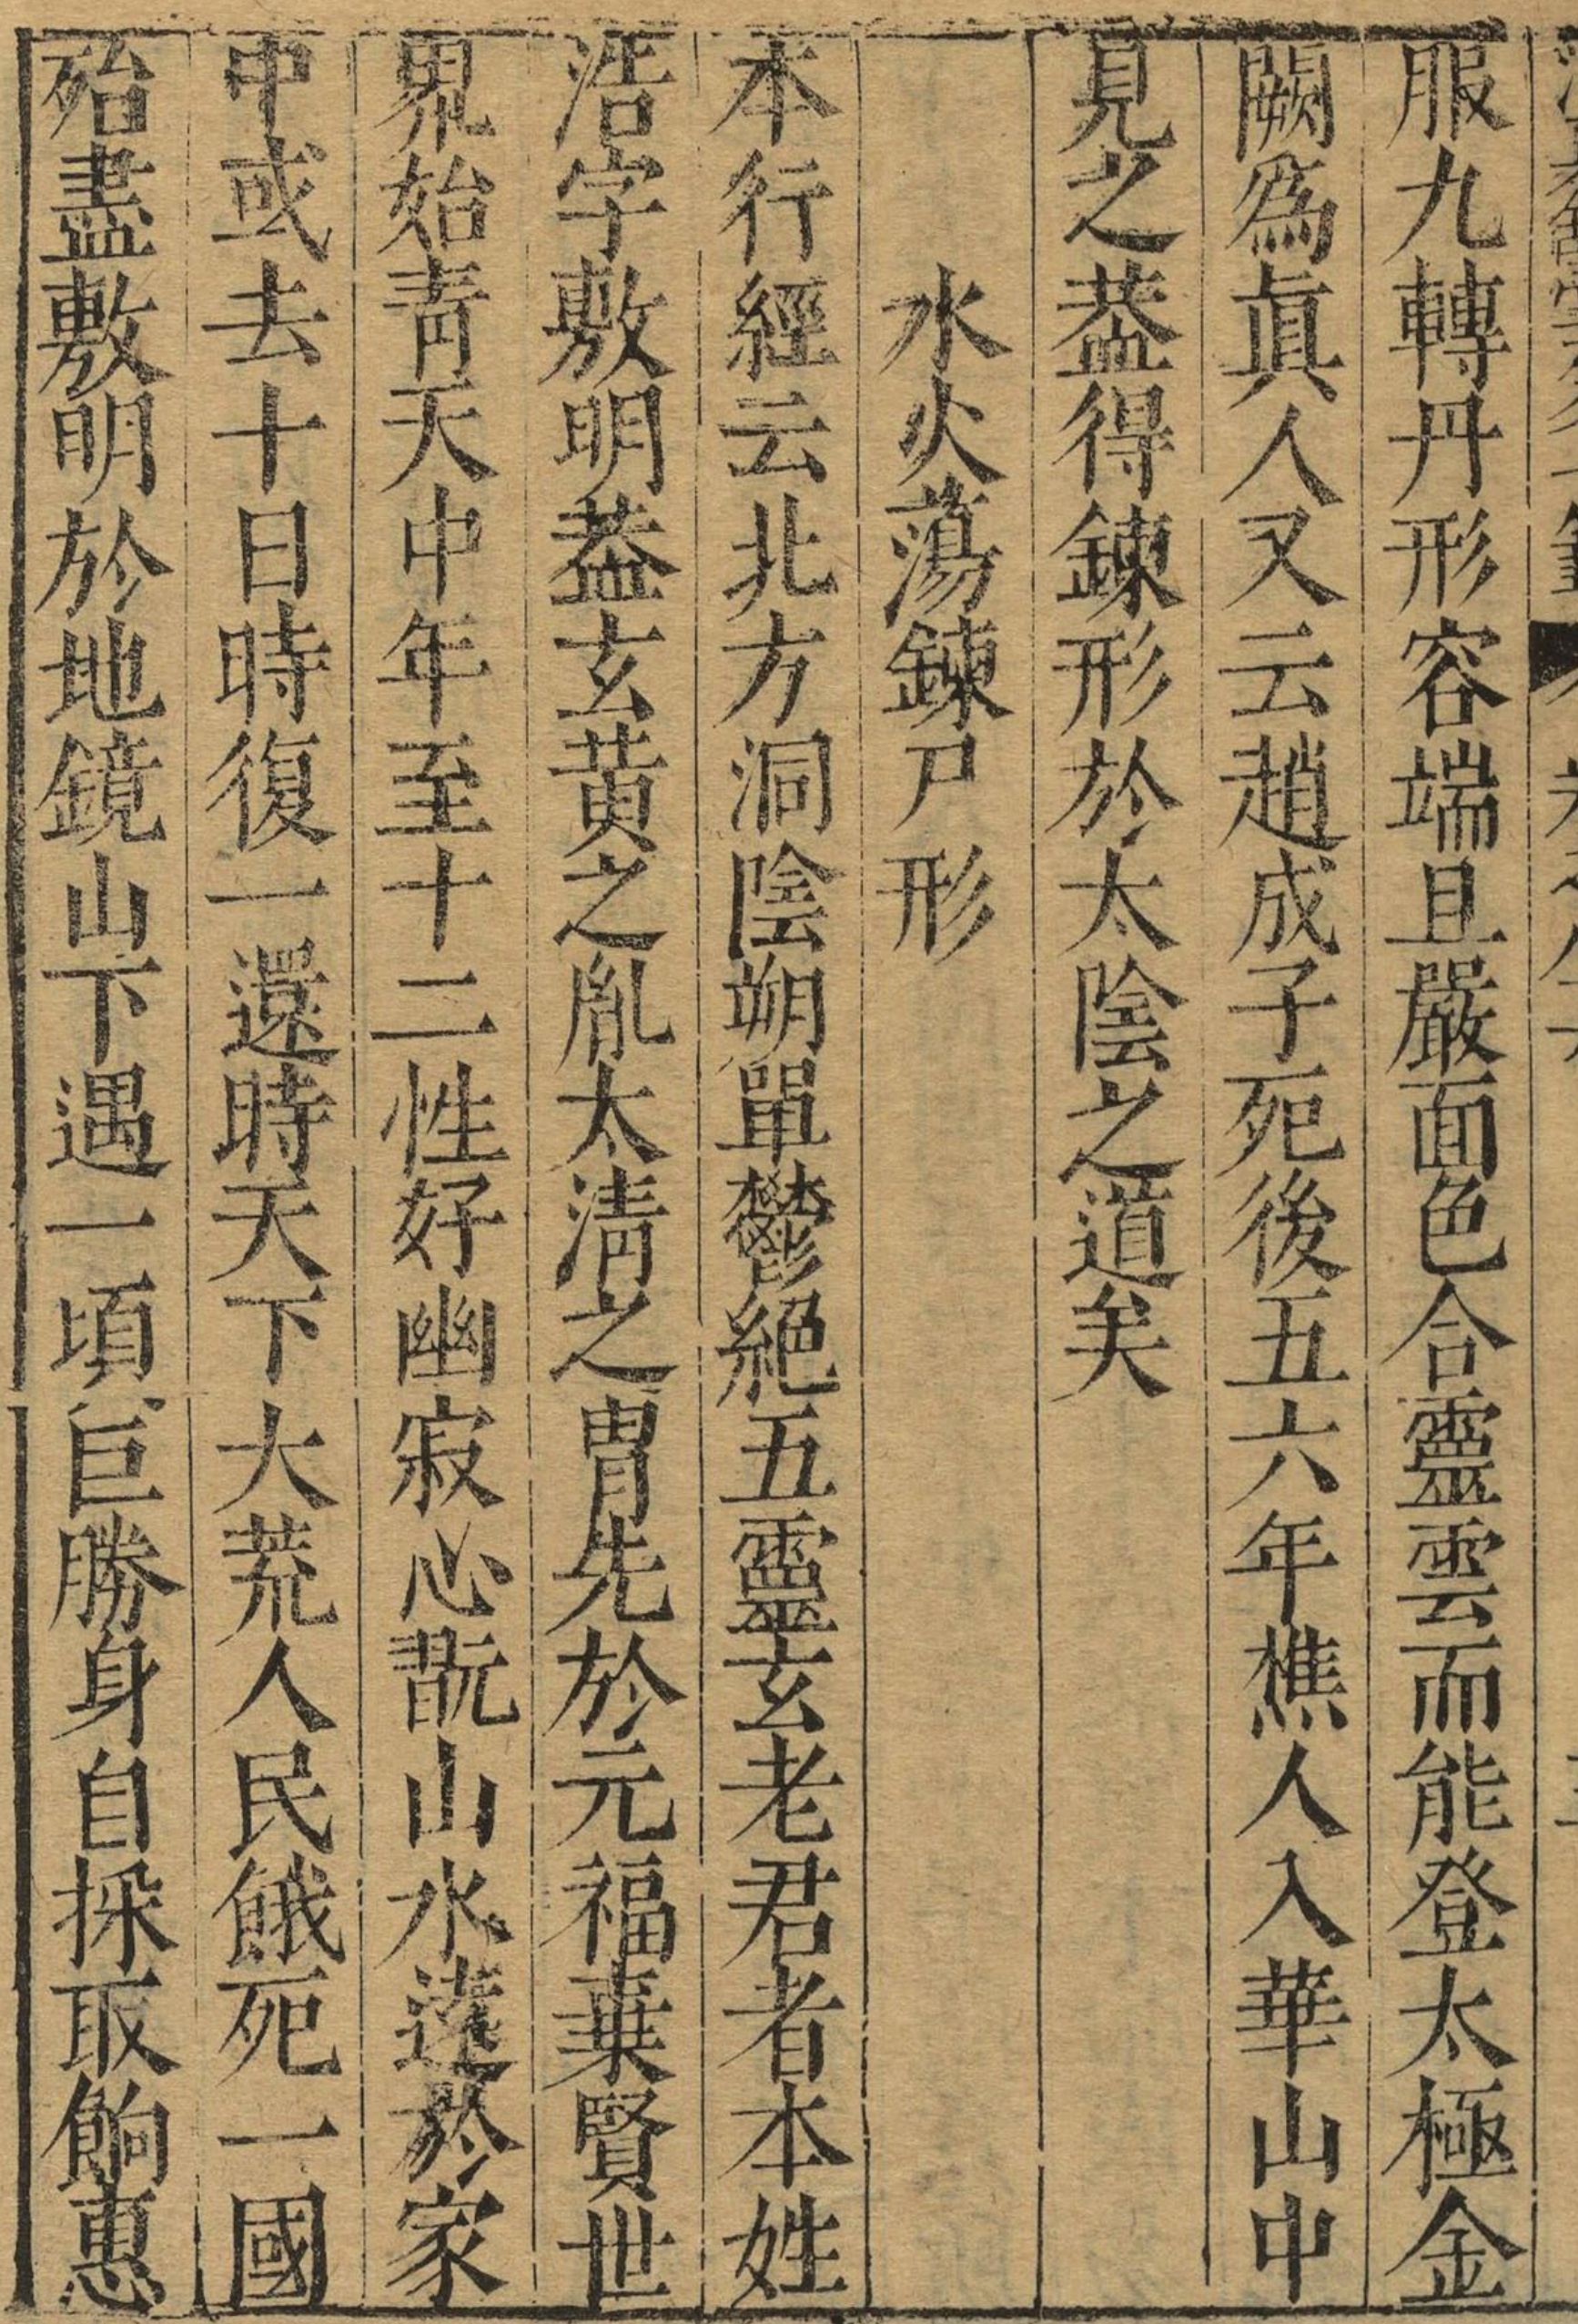 服九轉丹形容端且嚴面色合靈雲而能登太極金
闕為眞人又云趙成子死後五六年樵人入華山中
見之葢得鍊形於太陰之道矣
水火蕩鍊尸形
本行經云北方洞陰朔單鬱絕五靈玄老君者本姓
浩字敷明葢玄黃之胤太清之胄先於元福棄賢世
界始青天中年至十二性好幽寂心翫山水遠於家
中或去十日時復一還時天下大荒人民餓死一國
殆盡敷明於地鏡山下遇一頃巨勝身自採取餉惠